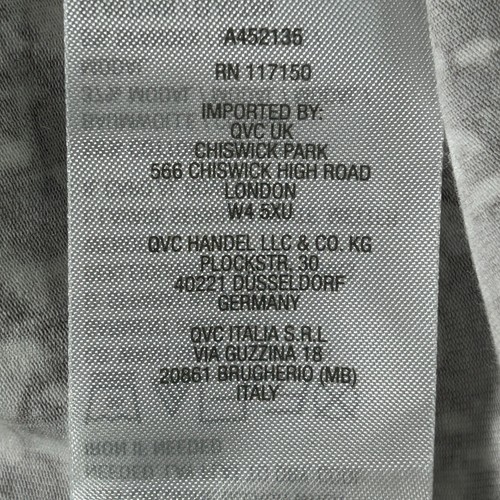 A452135
RN 117150
IMPORTED BY:
QVC UK
CHISWICK PARK
566 CHISWICK HIGH ROAD
LONDON
W4 5XU
QVC HANDEL LLC & CO. KG
PLOCKSTR. 30
40221 DÜSSELDORF
GERMANY
QVC ITALIA S.R.L
VIA GUZZINA 18
20861 BRUGHERIO (MB)
ITALY